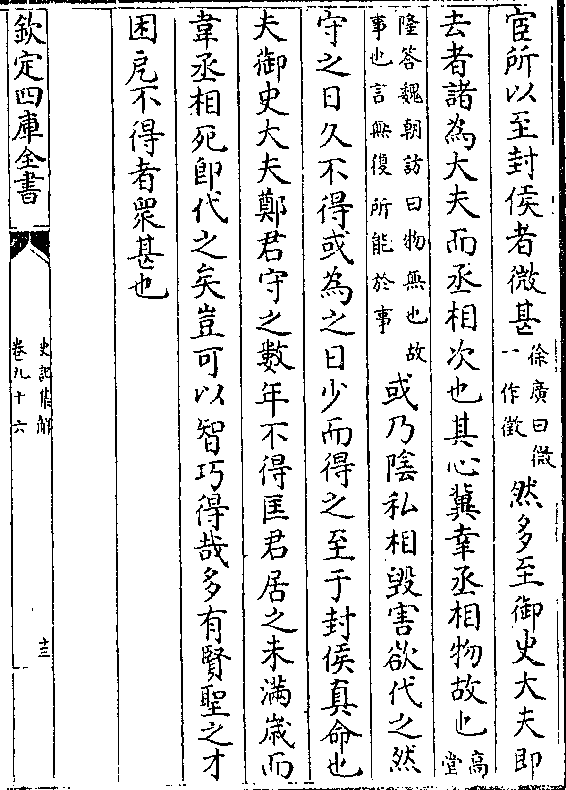 宦所以至封侯者微甚徐廣曰微一作徵然多至御史大夫即
去者諸為大夫而丞相次也其心冀幸丞相物故也高堂
隆答魏朝訪曰物無也故事也言無復所能於事或乃陰私相毀害欲代之然
守之日久不得或為之日少而得之至于封侯真命也
夫御史大夫鄭君守之數年不得匡君居之未滿歲而
韋丞相死即代之矣豈可以智巧得哉多有賢聖之才
困戹不得者眾甚也
欽定四庫全書
史記集解
卷九十六
十三